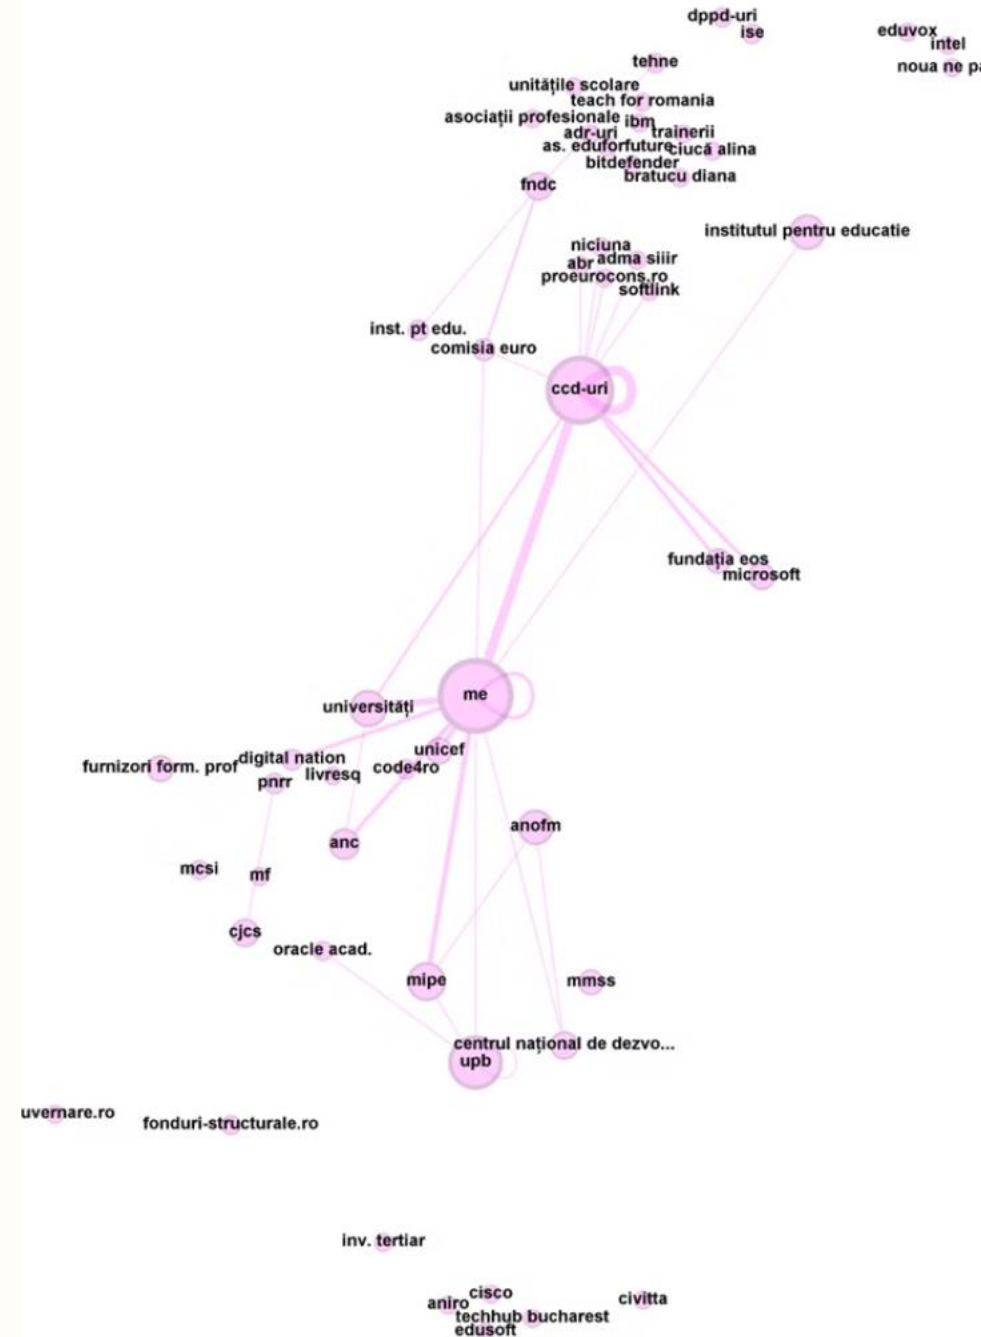 dppd-uri
ise
eduvox
intel
noua ne pa
tehne
unitățile scolare
teach for romania
asociații profesionale
ibm
adr-uri
trainerii
as. eduforfuture
ciucă alina
bitdefender
bratucu diana
fndc
institutul pentru educatie
niciuna
abr
adma siiir
proeurocons.ro
softlink
inst. pt edu.
comisia euro
ccd-uri
fundația eos
microsoft
me
universități
unicef
digital nation
furnizori form. prof
code4ro
livresq
pnrr
anofm
anc
mcsi
mf
cjcs
oracle acad.
mipe
mmss
centrul național de dezvo...
upb
uvernare.ro
fonduri-structurale.ro
inv. tertiar
cisco
civitta
aniro
techhub bucharest
edusoft